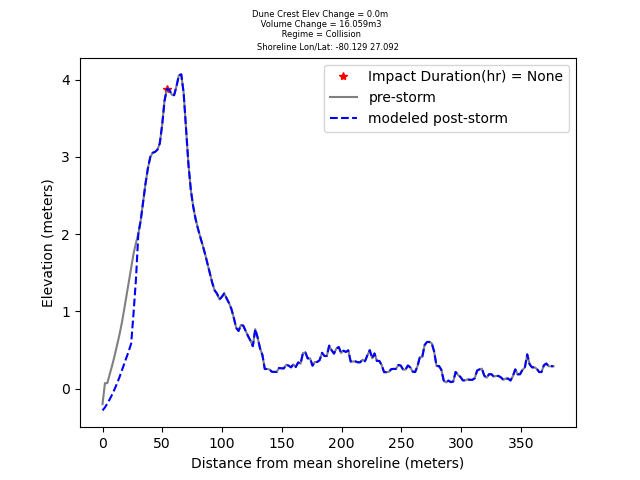 Dune Crest Elev Change = 0.0m
Volume Change = 16.059m3
Regime = Collision
Shoreline Lon/Lat: -80.129 27.092
Impact Duration(hr) = None
pre-storm
modeled post-storm
Elevation (meters)
4
3
2
1
0
0 50 100 150 200 250 300 350
Distance from mean shoreline (meters)